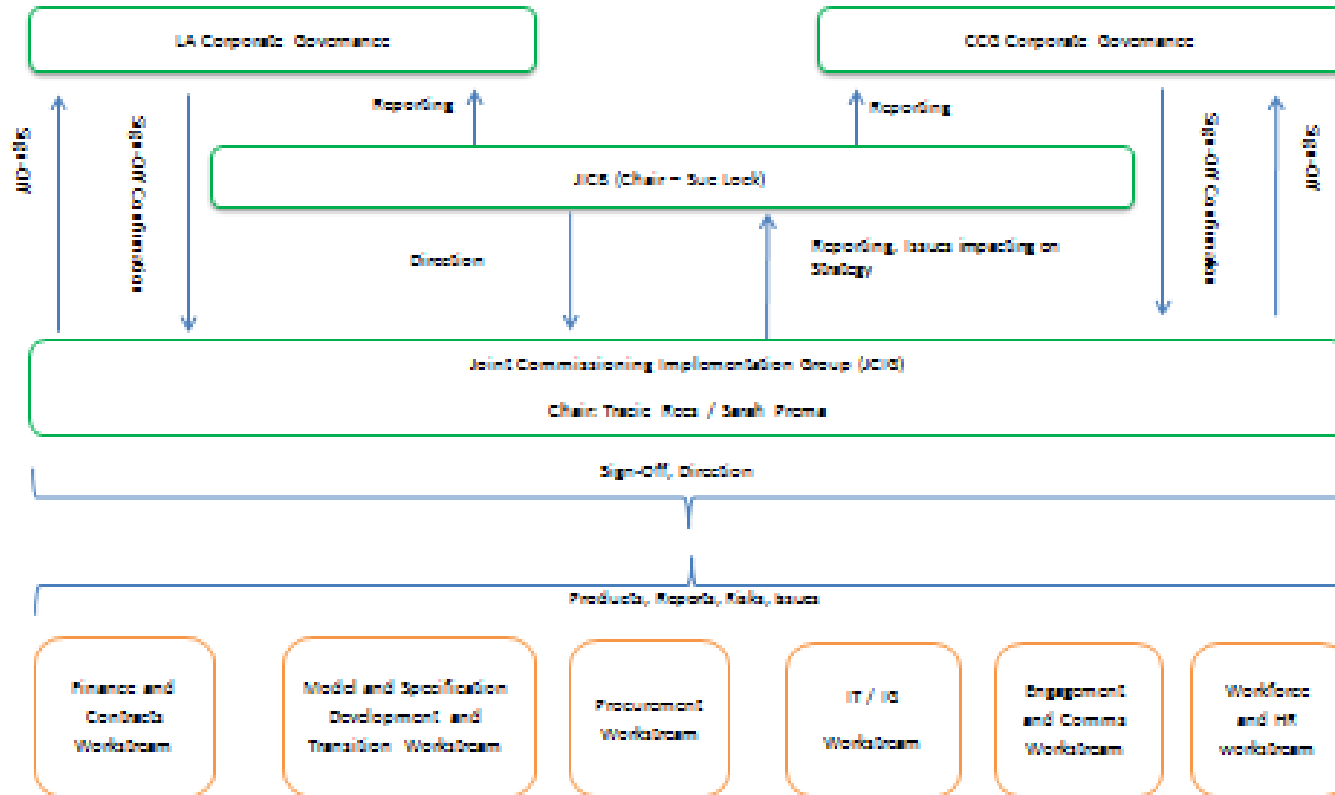 LA Corporate Governance
CCG Corporate Governance
Reporting
Reporting
Sign-Off
Sign-Off Confirmation
Sign-Off Confirmation
Sign-Off
(Chair – Sue Lock)
Direction
Reporting, Issues impacting on
Strategy
Joint Commissioning Implementation Group (JCIG)
Chair: Tracie Rees / Sarah Prema
Sign-Off, Direction
Products, Reports, Risks, Issues
Finance and
Contracts
Workstream
Model and Specification
Development and
Transition Workstream
Procurement
Workstream
IT / IG
Workstream
Engagement
and Comms
Workstream
Workforce
and HR
workstream